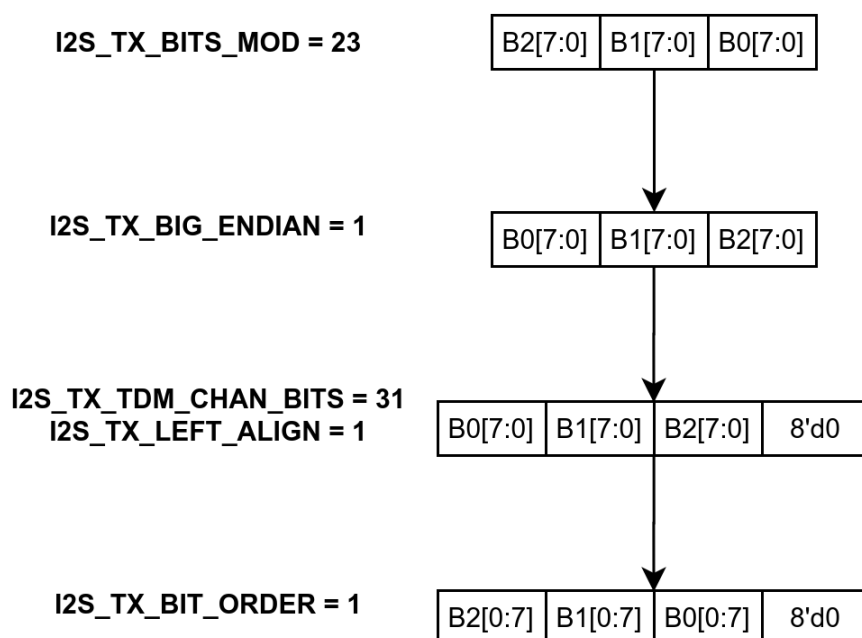 I2S_TX_BITS_MOD = 23
B2[7:0] B1[7:0] B0[7:0]
I2S_TX_BIG_ENDIAN = 1
B0[7:0] B1[7:0] B2[7:0]
I2S_TX_TDM_CHAN_BITS = 31
I2S_TX_LEFT_ALIGN = 1
B0[7:0] B1[7:0] B2[7:0] 8'd0
I2S_TX_BIT_ORDER = 1
B2[0:7] B1[0:7] B0[0:7] 8'd0